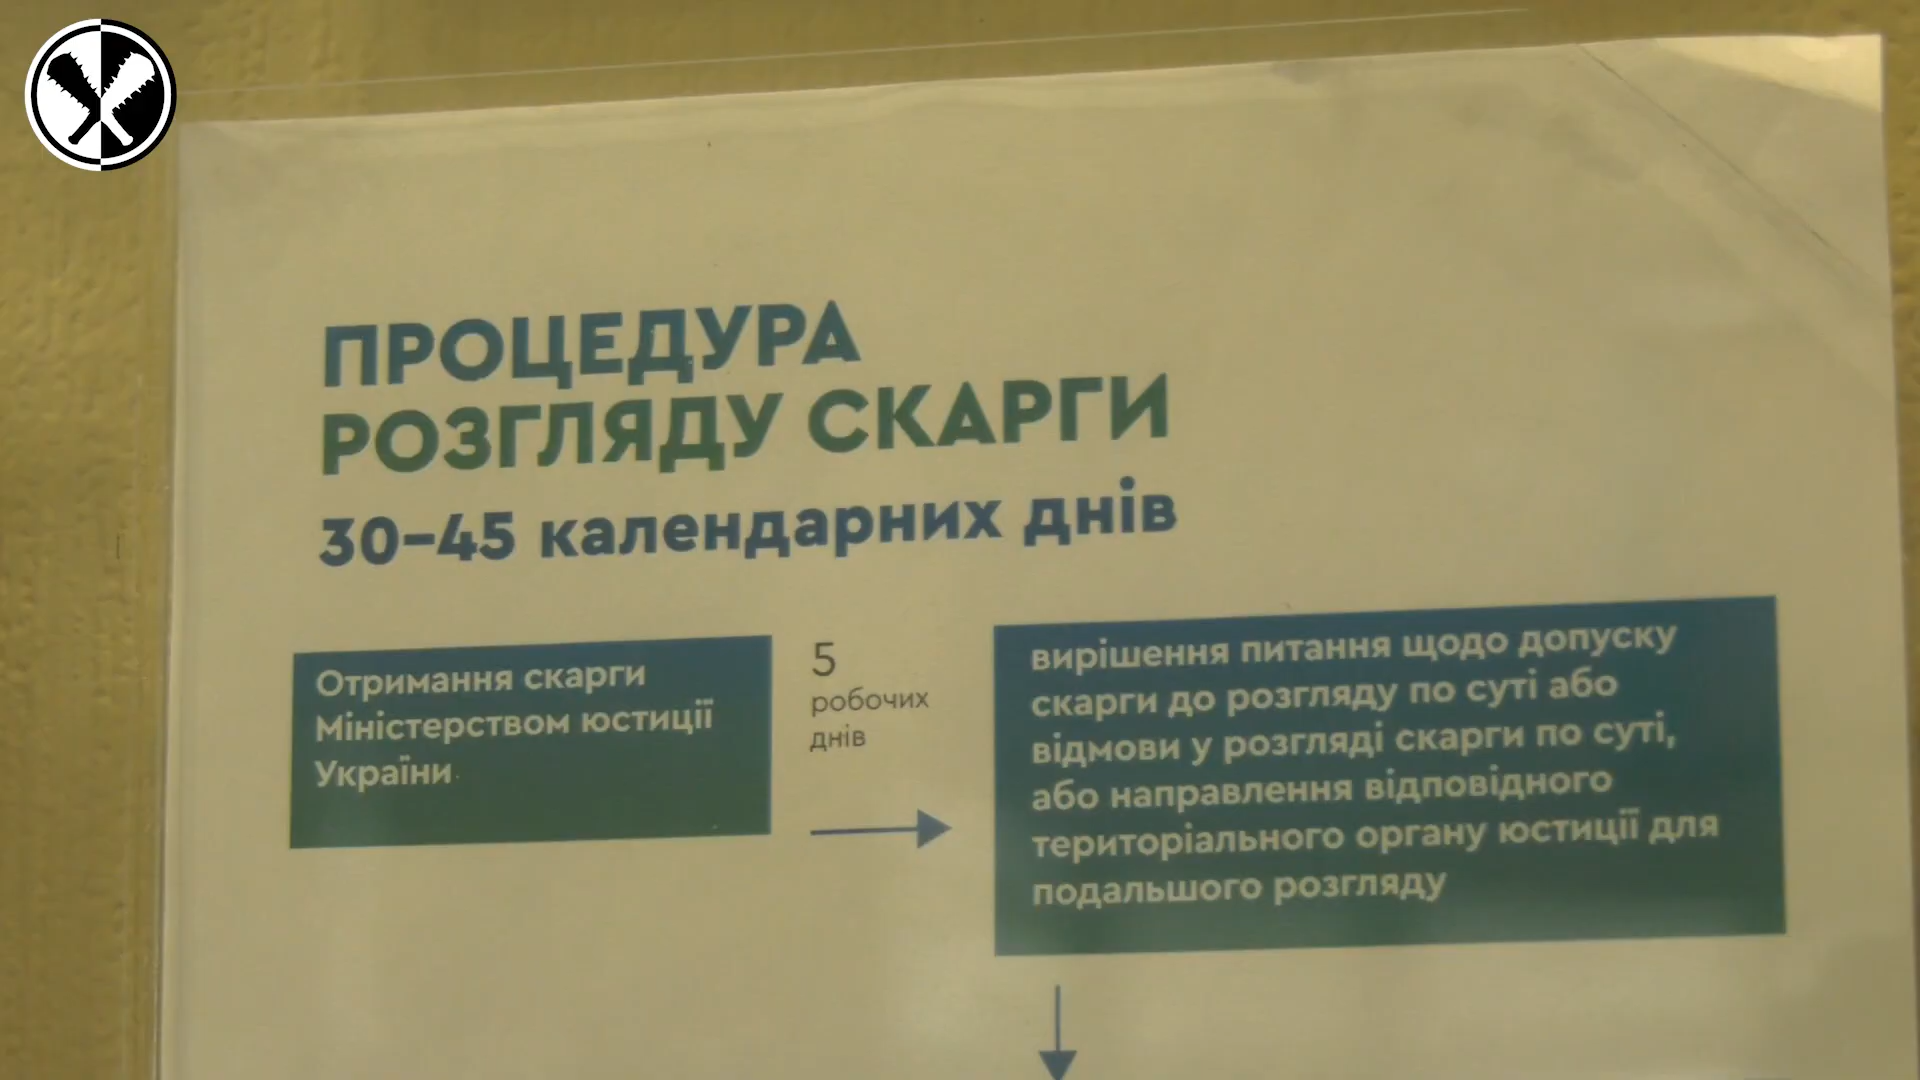 ПРОЦЕДУРА
РОЗГЛЯДУ СКАРГИ
30-45 календарних днів
Отримання скарги
Міністерством юстиції
України
5
робочих
днів
вирішення питання щодо допуску
скарги до розгляду по суті або
відмови у розгляді скарги по суті,
або направлення відповідного
територіального органу юстиції для
подальшого розгляду